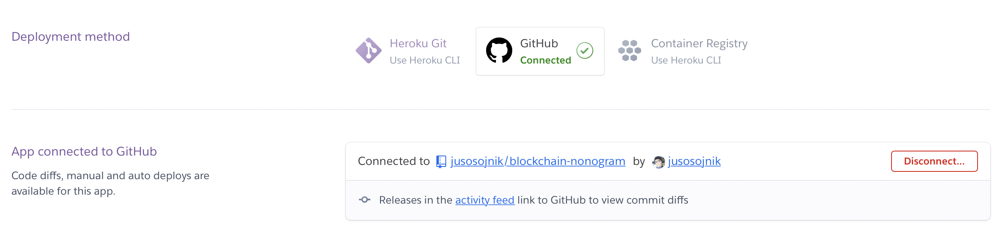 Deployment method
Heroku Git
Use Heroku CLI
GitHub
Connected
Container Registry
Use Heroku CLI
App connected to GitHub
Code diffs, manual and auto deploys are
available for this app.
Connected to jusosojnik/blockchain-nonogram by jusosojnik
Disconnect...
Releases in the activity feed link to GitHub to view commit diffs